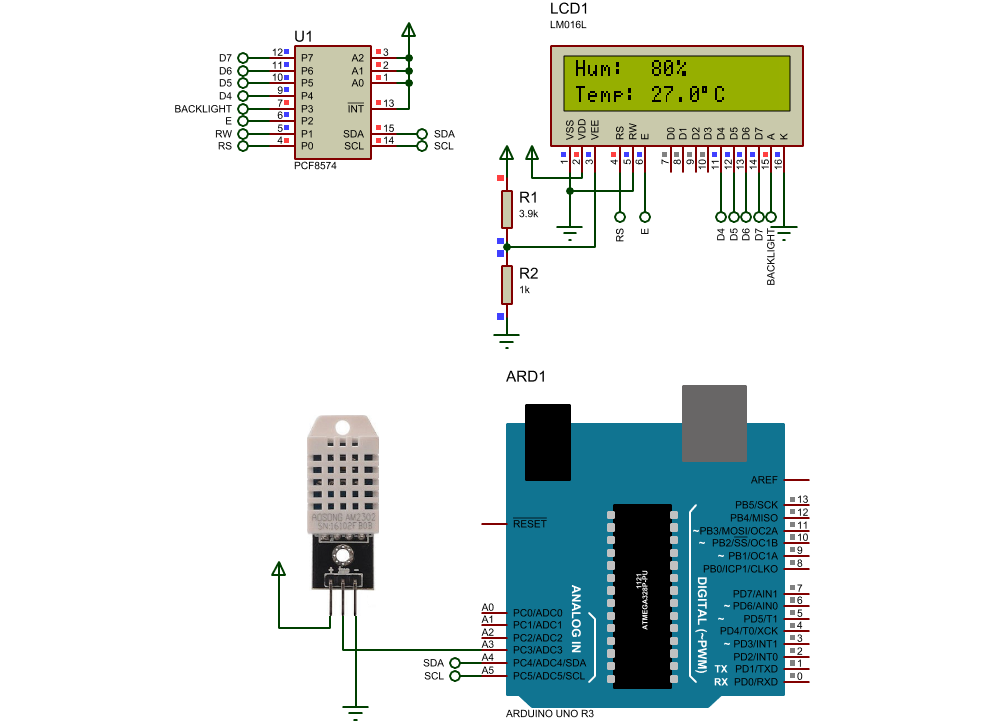 LCD1
LM016L
Hum:  80%
Temp: 27.0°C
VSS VDD VEE RS RW E D0 D1 D2 D3 D4 D5 D6 D7 A K
1 2 3 4 5 6 7 8 9 10 11 12 13 14 15 16
RS E D4 D5 D6 D7 BACKLIGHT
U1
D7 12 P7 A2 3
D6 11 P6 A1 2
D5 10 P5 A0 1
D4 9 P4
BACKLIGHT 7 P3 INT 13
E 6 P2
RW 5 P1 SDA 15 SDA
RS 4 P0 SCL 14 SCL
PCF8574
R1
3.9k
R2
1k
AOSONG AM2302
+ OUT -
ARD1
RESET
AREF
PB5/SCK 13
PB4/MISO 12
~PB3/MOSI/OC2A 11
~ PB2/SS/OC1B 10
~ PB1/OC1A 9
PB0/ICP1/CLKO 8
PD7/AIN1 7
~ PD6/AIN0 6
~ PD5/T1 5
PD4/T0/XCK 4
~ PD3/INT1 3
PD2/INT0 2
TX PD1/TXD 1
RX PD0/RXD 0
DIGITAL (~PWM)
1121
ATMEGA328P-PU
ANALOG IN
A0 PC0/ADC0
A1 PC1/ADC1
A2 PC2/ADC2
A3 PC3/ADC3
SDA A4 PC4/ADC4/SDA
SCL A5 PC5/ADC5/SCL
ARDUINO UNO R3